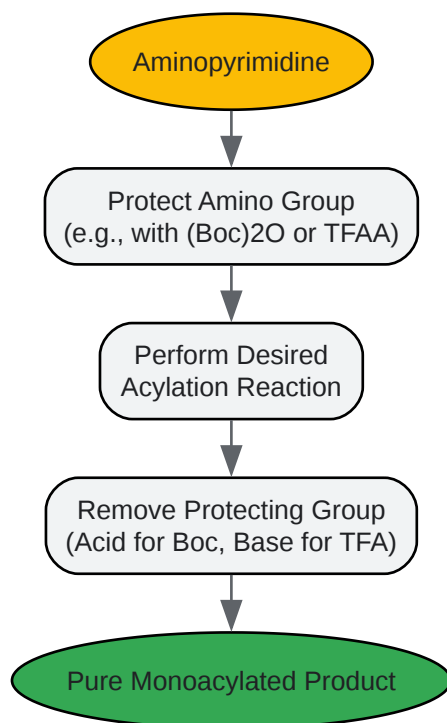 Aminopyrimidine
Protect Amino Group
(e.g., with (Boc)2O or TFAA)
Perform Desired
Acylation Reaction
Remove Protecting Group
(Acid for Boc, Base for TFA)
Pure Monoacylated Product